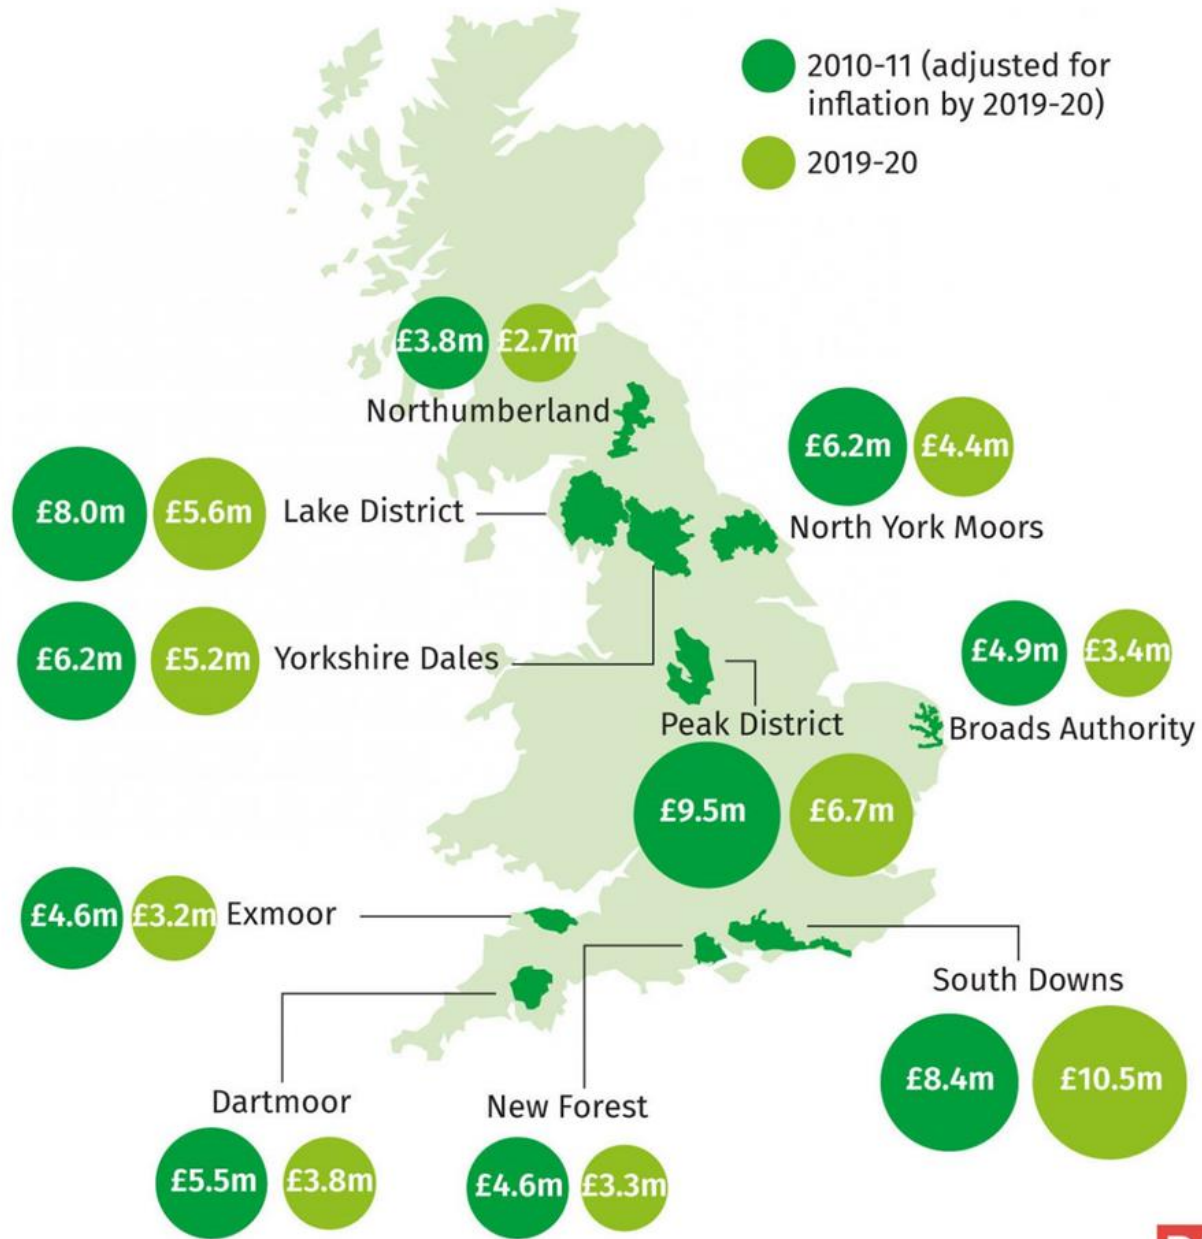 2010-11 (adjusted for
inflation by 2019-20)
2019-20
£3.8m £2.7m
Northumberland
£6.2m £4.4m
North York Moors
£8.0m £5.6m Lake District
£6.2m £5.2m Yorkshire Dales
£4.9m £3.4m
Broads Authority
Peak District
£9.5m £6.7m
£4.6m £3.2m Exmoor
South Downs
£8.4m £10.5m
Dartmoor
£5.5m £3.8m
New Forest
£4.6m £3.3m